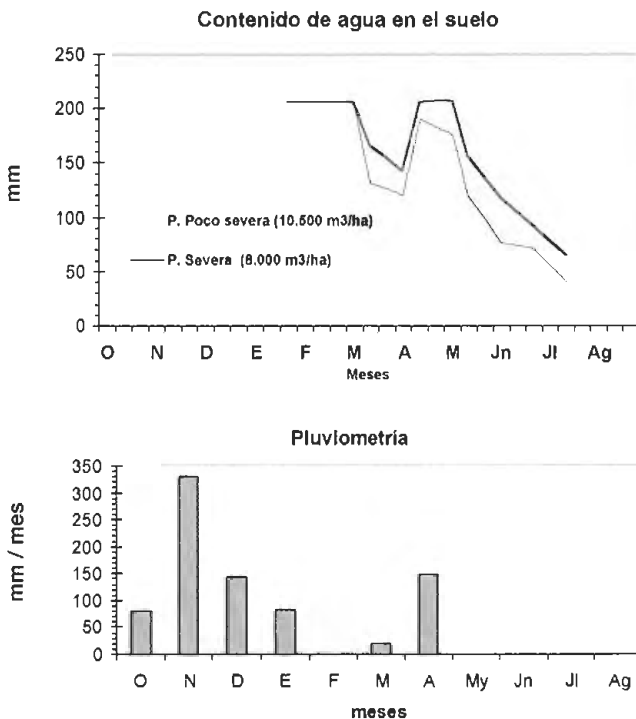 Contenido de agua en el suelo
250
200
150
100
50
0
mm
P. Poco severa (10.500 m3/ha)
P. Severa (8.000 m3/ha)
O N D E F M A M Jn Jl Ag
Meses
Pluviometría
350
300
250
200
150
100
50
0
mm / mes
O N D E F M A My Jn Jl Ag
meses